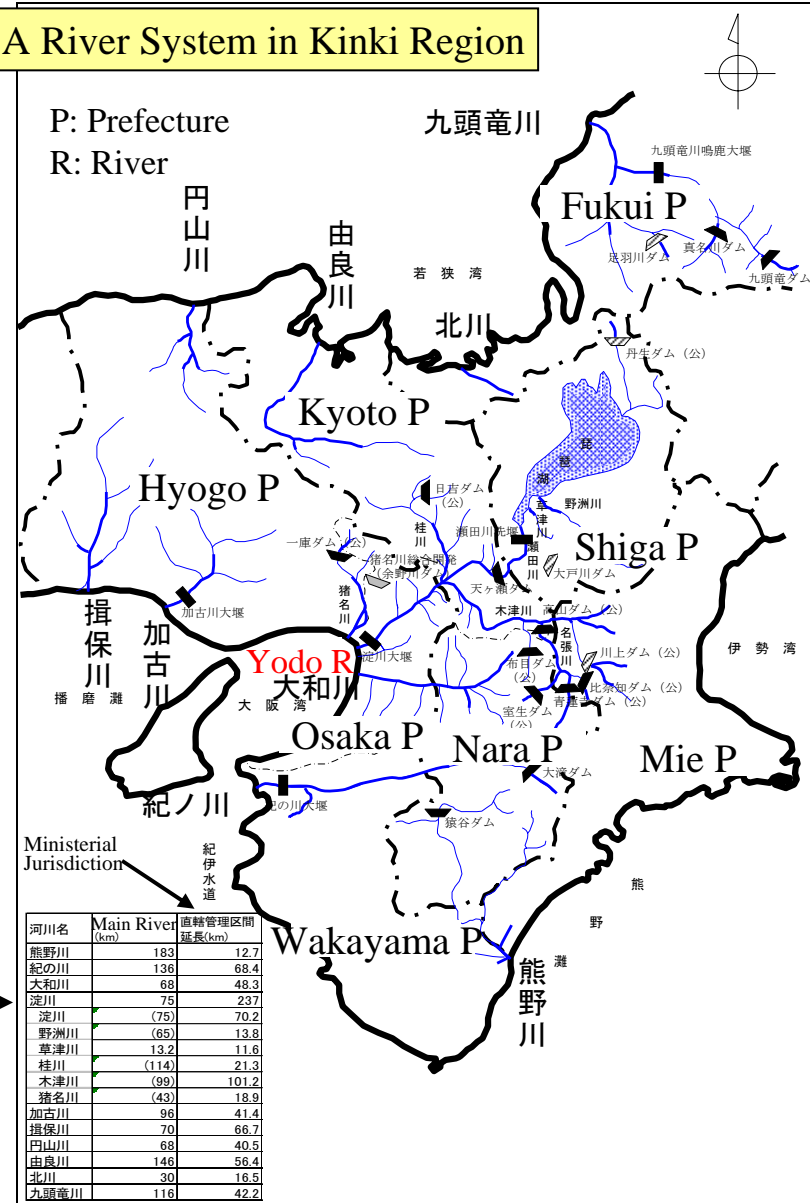 A River System in Kinki Region
P: Prefecture
R: River
九頭竜川
九頭竜川鳴鹿大堰
円山川
由良川
Fukui P
足羽川ダム
真名川ダム
九頭竜ダム
若狭湾
北川
丹生ダム（公）
Kyoto P
琵琶湖
Hyogo P
日吉ダム
（公）
桂川
草津川
野洲川
瀬田川洗堰
瀬田川
Shiga P
一庫ダム（公）
猪名川総合開発
（余野川ダム
猪名川
天ヶ瀬ダム
大戸川ダム
加古川大堰
木津川
高山ダム（公）
名張川
揖保川
加古川
Yodo R
淀川大堰
布目ダム
（公）
川上ダム（公）
伊勢湾
大和川
比奈知ダム（公）
播磨灘
大阪湾
室生ダム
（公）
青蓮寺ダム（公）
Osaka P
Nara P
Mie P
大滝ダム
紀ノ川
紀の川大堰
猿谷ダム
Ministerial
Jurisdiction
紀伊水道
熊野灘
Wakayama P
熊野川
河川名 Main River (km) 直轄管理区間延長(km)
熊野川 183 12.7
紀の川 136 68.4
大和川 68 48.3
淀川 75 237
淀川 (75) 70.2
野洲川 (65) 13.8
草津川 13.2 11.6
桂川 (114) 21.3
木津川 (99) 101.2
猪名川 (43) 18.9
加古川 96 41.4
揖保川 70 66.7
円山川 68 40.5
由良川 146 56.4
北川 30 16.5
九頭竜川 116 42.2